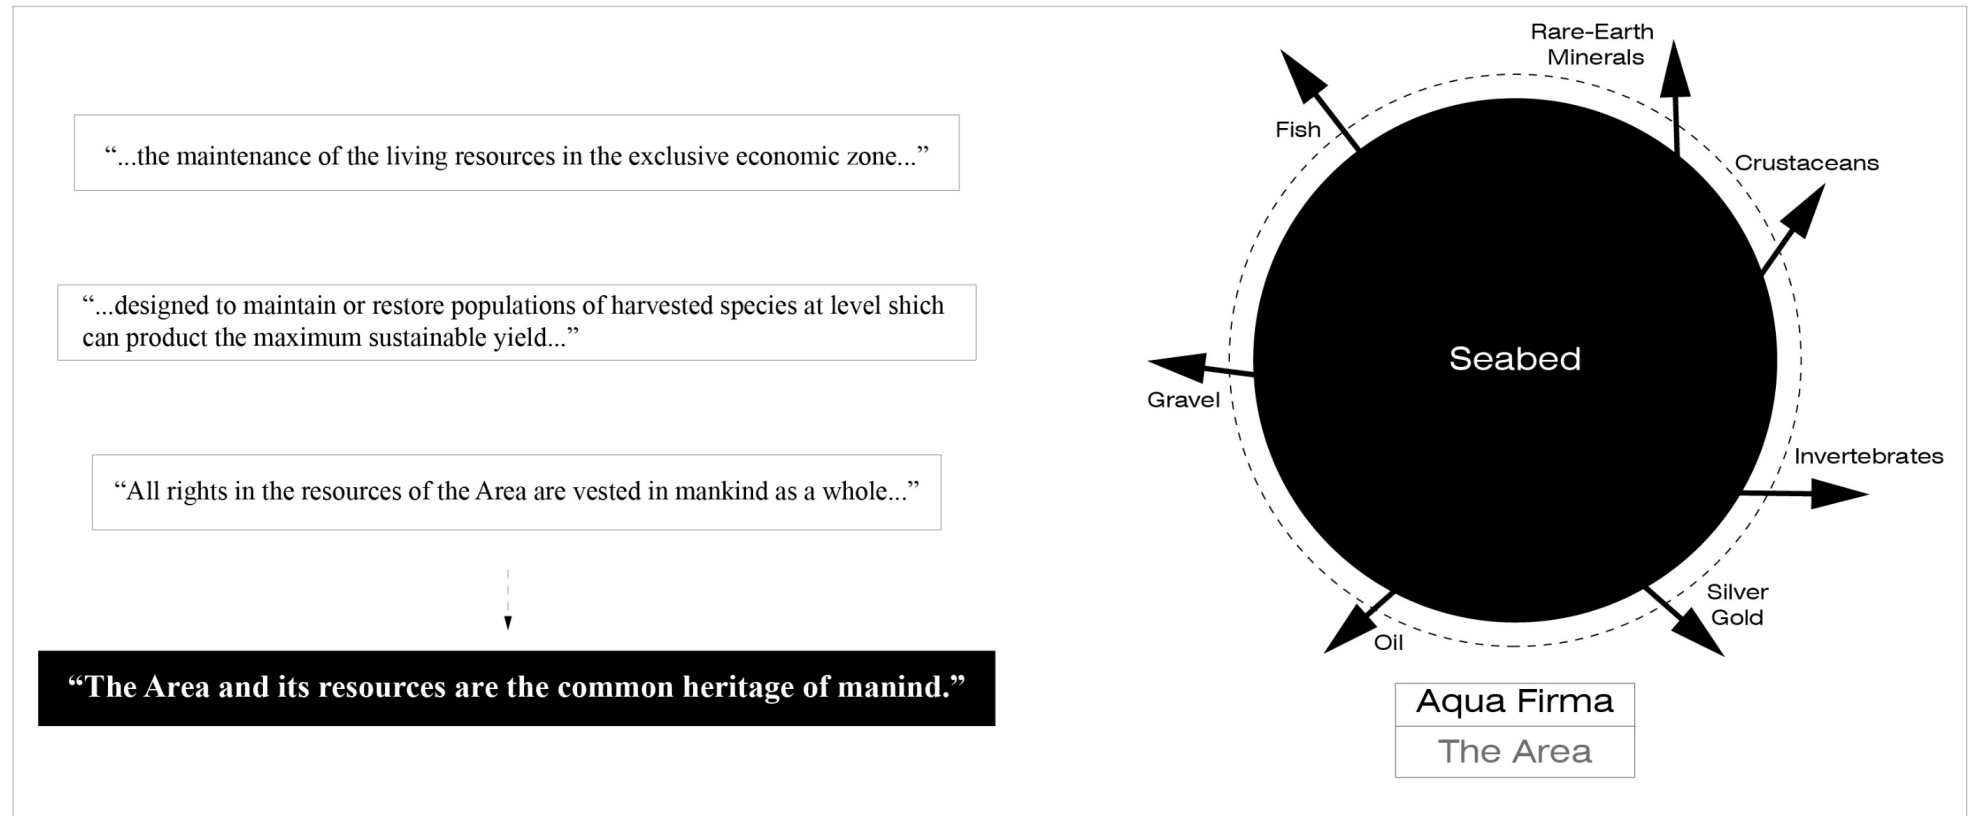 “...the maintenance of the living resources in the exclusive economic zone...”
“...designed to maintain or restore populations of harvested species at level shich
can product the maximum sustainable yield...”
“All rights in the resources of the Area are vested in mankind as a whole...”
“The Area and its resources are the common heritage of manind.”
Rare-Earth
Minerals
Fish
Crustaceans
Seabed
Gravel
Invertebrates
Silver
Gold
Oil
Aqua Firma
The Area